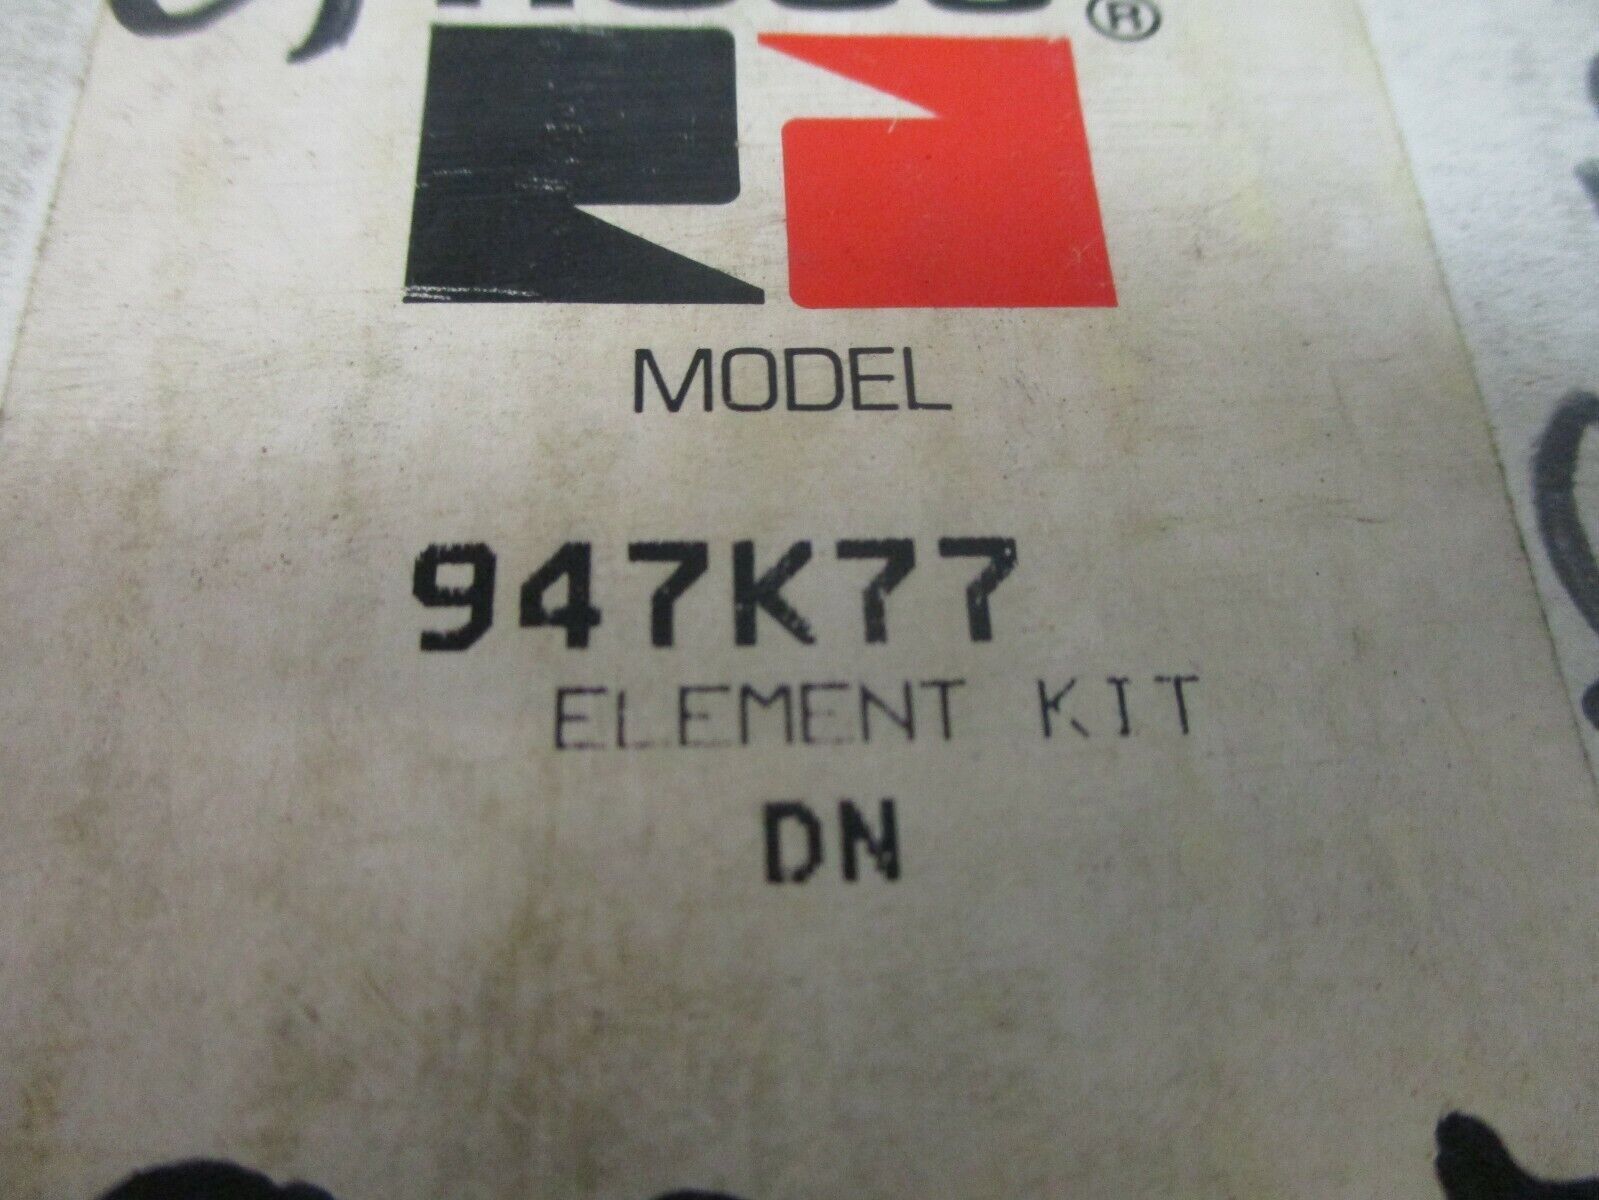 ®
MODEL
947K77
ELEMENT KIT
DN